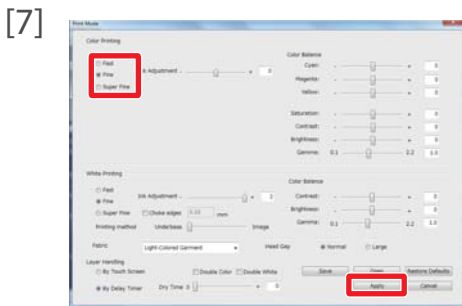 [7]
Print Mode
Color Printing
Fast
Fine
Super Fine
Ink Adjustment - + 0
Color Balance
Cyan: - + 0
Magenta: - + 0
Yellow: - + 0
Saturation: - + 0
Contrast: - + 0
Brightness: - + 0
Gamma: 0.1 2.2 1.0
White Printing
Fast
Fine
Super Fine
Ink Adjustment - +
Choke edges mm
Printing method Underbase Image
Color Balance
Contrast: - + 0
Brightness: - + 0
Gamma: 0.1 2.2 1.0
Fabric Light-Colored Garment
Head Gap Normal Large
Layer Handling
By Touch Screen Double Color Double White
By Delay Timer Dry Time 0 + 0
Save Open Restore Defaults
Apply Cancel